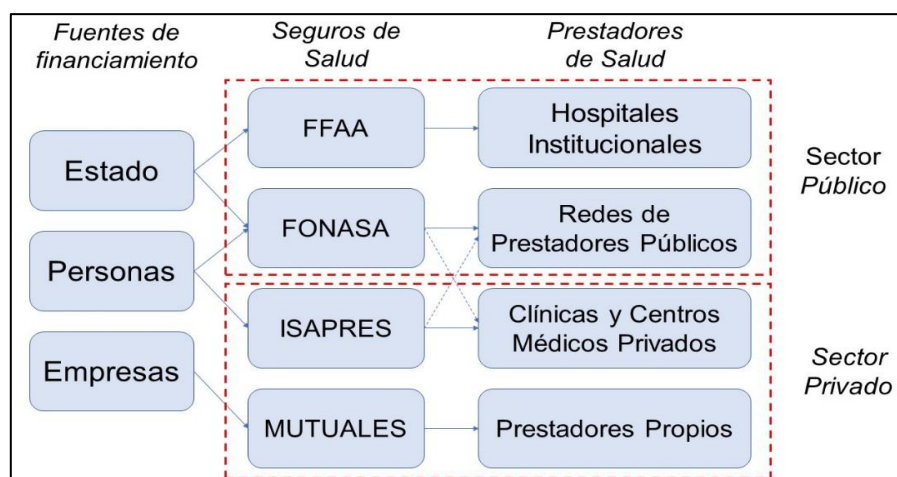 Fuentes de
financiamiento
Seguros de
Salud
Prestadores
de Salud
Estado
Personas
Empresas
FFAA
FONASA
ISAPRES
MUTUALES
Hospitales
Institucionales
Redes de
Prestadores Públicos
Clínicas y Centros
Médicos Privados
Prestadores Propios
Sector
Público
Sector
Privado